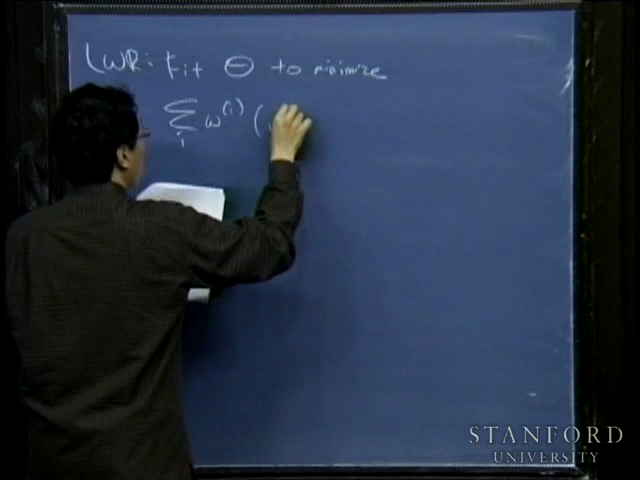 LWR: Fit Θ to minimize
Σ i w^(i) (
STANFORD
UNIVERSITY